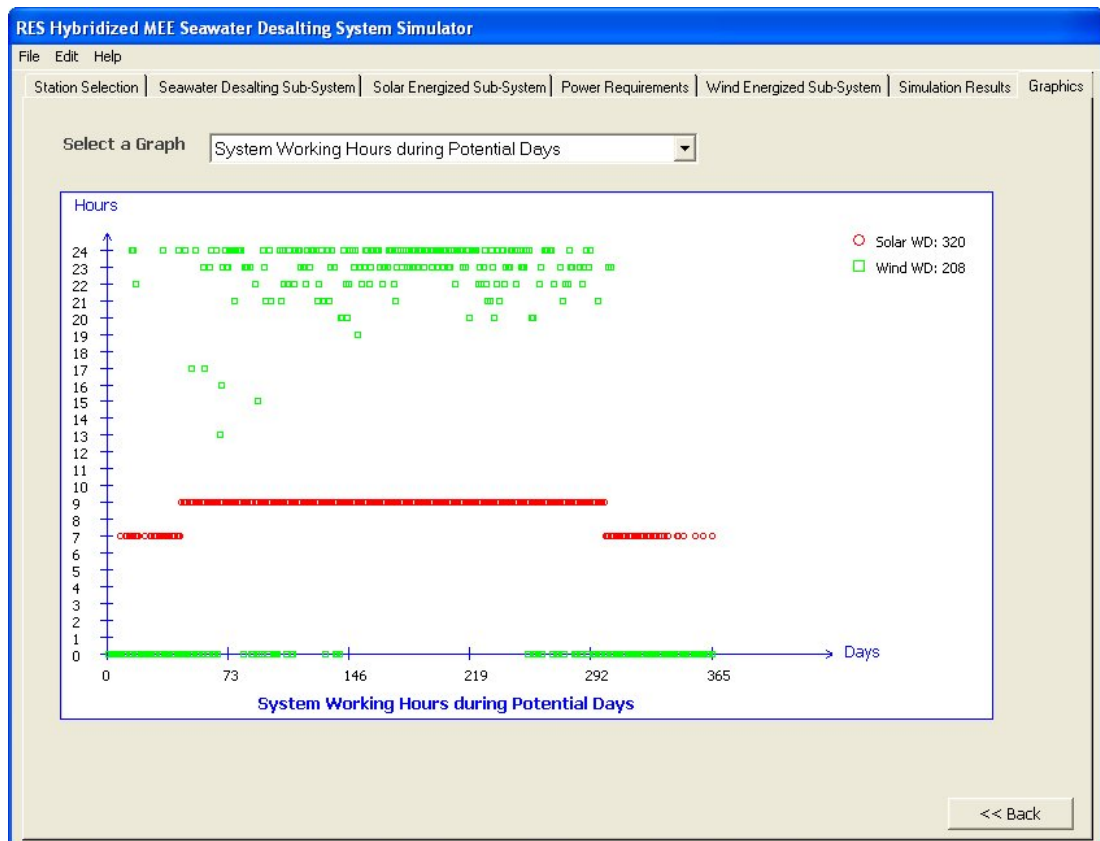 RES Hybridized MEE Seawater Desalting System Simulator
File Edit Help
Station Selection Seawater Desalting Sub-System Solar Energized Sub-System Power Requirements Wind Energized Sub-System Simulation Results Graphics
Select a Graph System Working Hours during Potential Days
Hours
Solar WD: 320
Wind WD: 208
24
23
22
21
20
19
18
17
16
15
14
13
12
11
10
9
8
7
6
5
4
3
2
1
0
Days
0 73 146 219 292 365
System Working Hours during Potential Days
<< Back